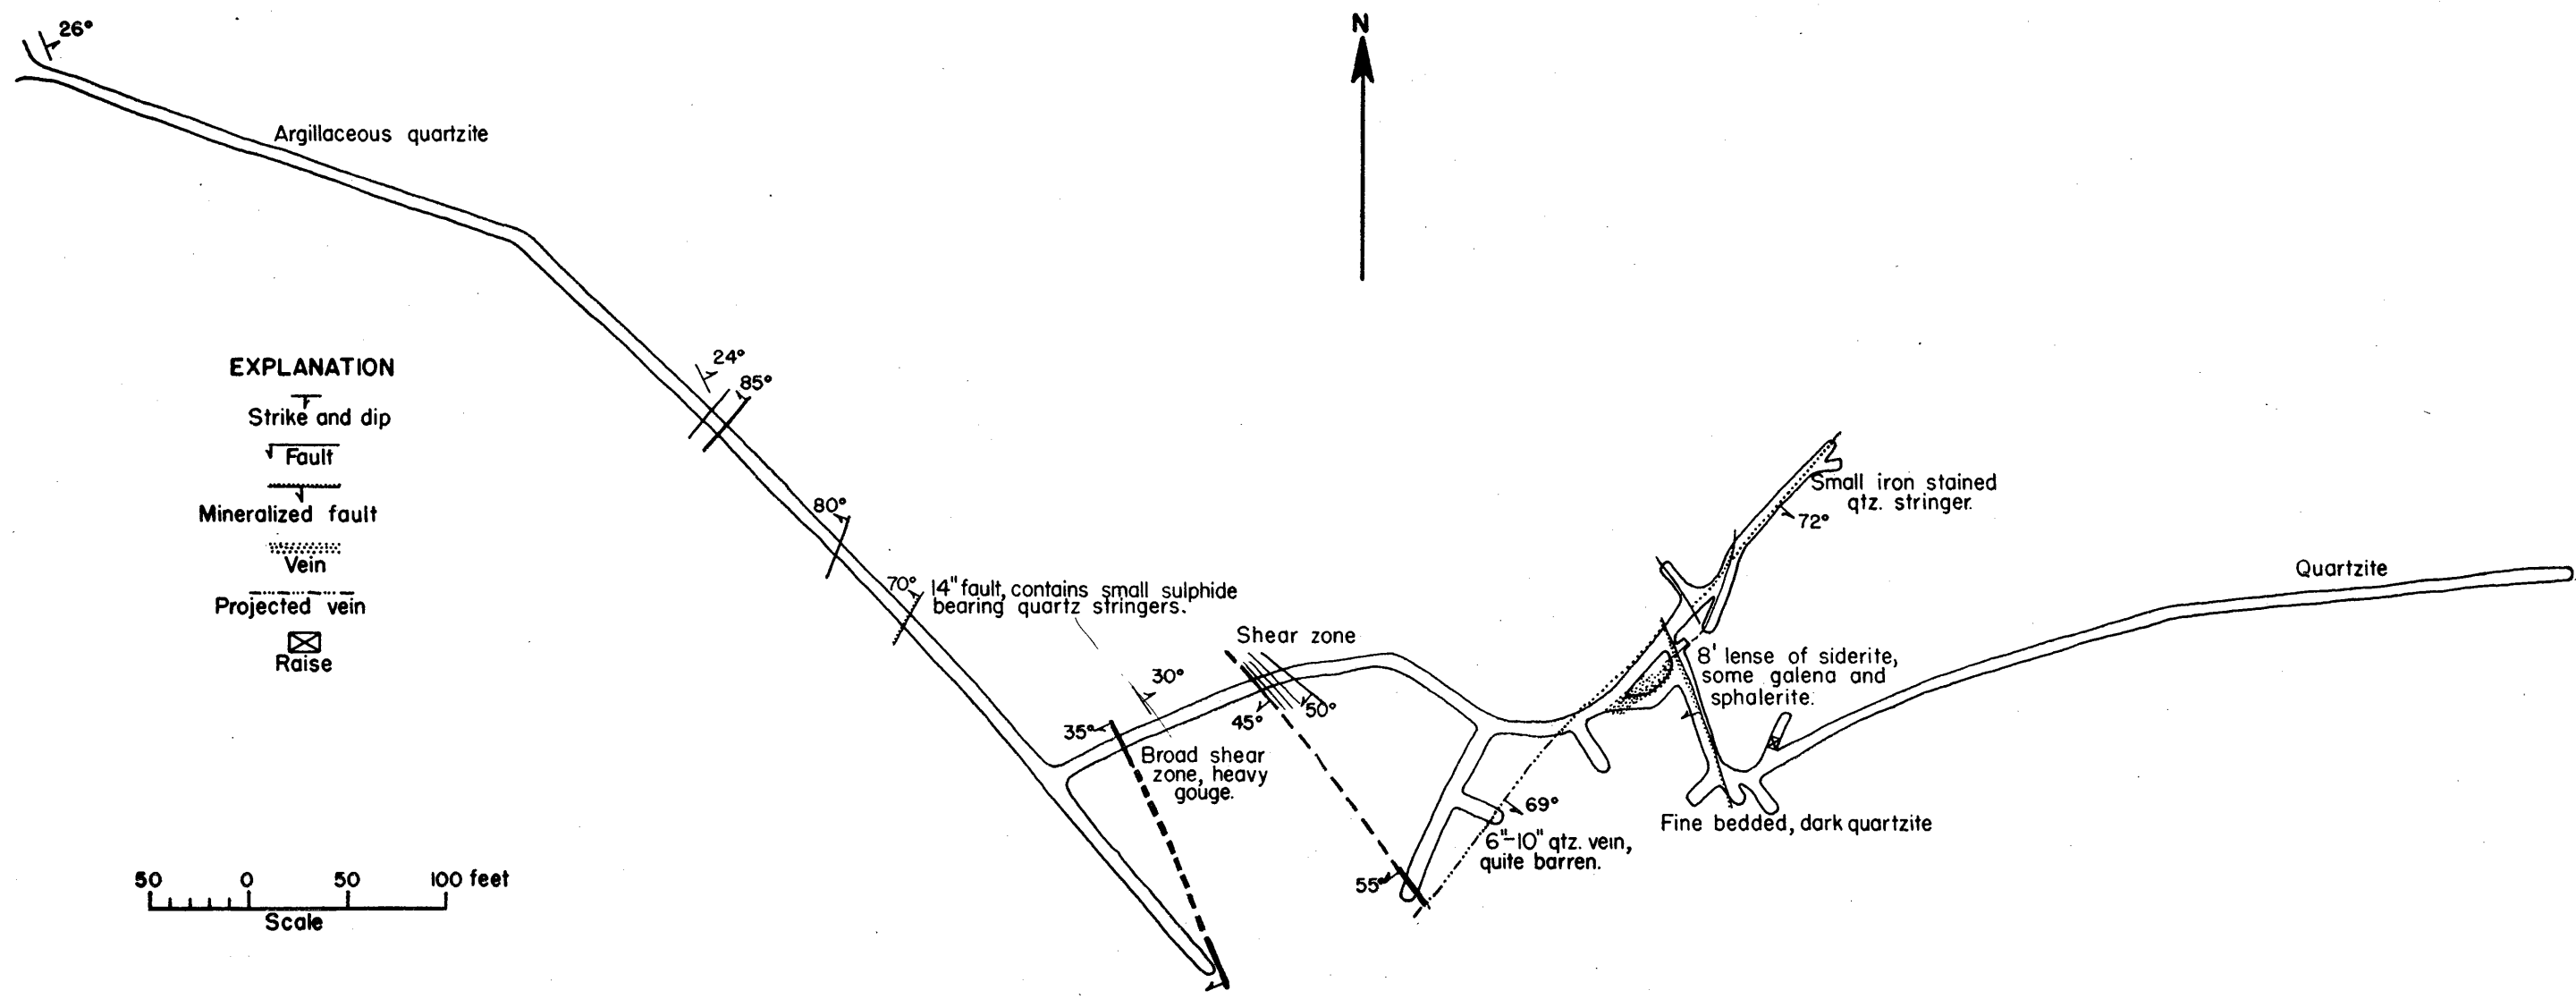 N
26°
Argillaceous quartzite
24°
85°
EXPLANATION
Strike and dip
Fault
Mineralized fault
Vein
Projected vein
Raise
80°
70°
14" fault, contains small sulphide
bearing quartz stringers.
Small iron stained
qtz. stringer.
72°
Quartzite
Shear zone
30°
35°
45°
50°
8' lense of siderite,
some galena and
sphalerite.
Broad shear
zone, heavy
gouge.
69°
6"-10" qtz. vein,
quite barren.
Fine bedded, dark quartzite
55°
50 0 50 100 feet
Scale